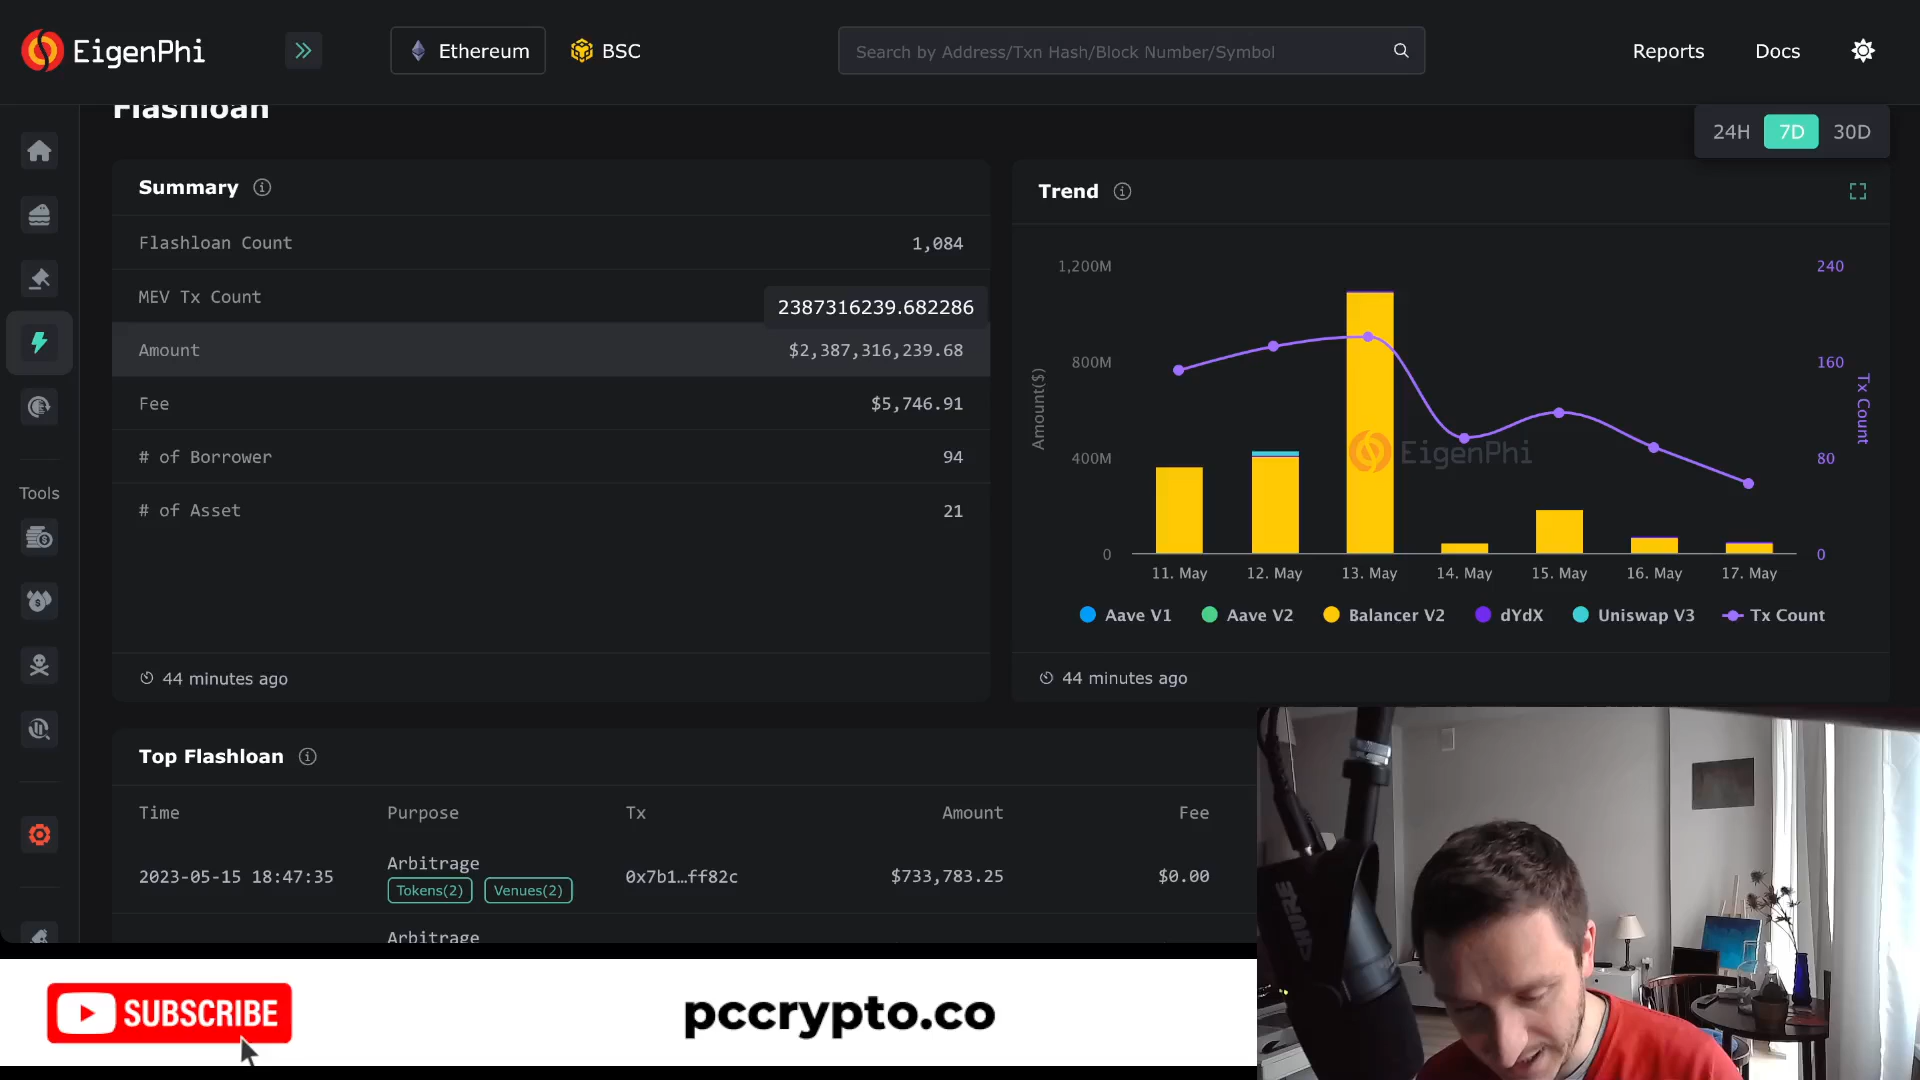 EigenPhi
Ethereum
BSC
Search by Address/Txn Hash/Block Number/Symbol
Reports
Docs
Flashloan
24H 7D 30D
Summary
Flashloan Count 1,084
MEV Tx Count
2387316239.682286
Amount $2,387,316,239.68
Fee $5,746.91
# of Borrower 94
# of Asset 21
44 minutes ago
Trend
1,200M
800M
400M
0
Amount($)
240
160
80
0
Tx Count
EigenPhi
11. May 12. May 13. May 14. May 15. May 16. May 17. May
Aave V1 Aave V2 Balancer V2 dYdX Uniswap V3 Tx Count
44 minutes ago
Tools
Top Flashloan
Time Purpose Tx Amount Fee
2023-05-15 18:47:35 Arbitrage 0x7b1…ff82c $733,783.25 $0.00
Tokens(2) Venues(2)
Arbitrage
SUBSCRIBE
pccrypto.co
SHURE